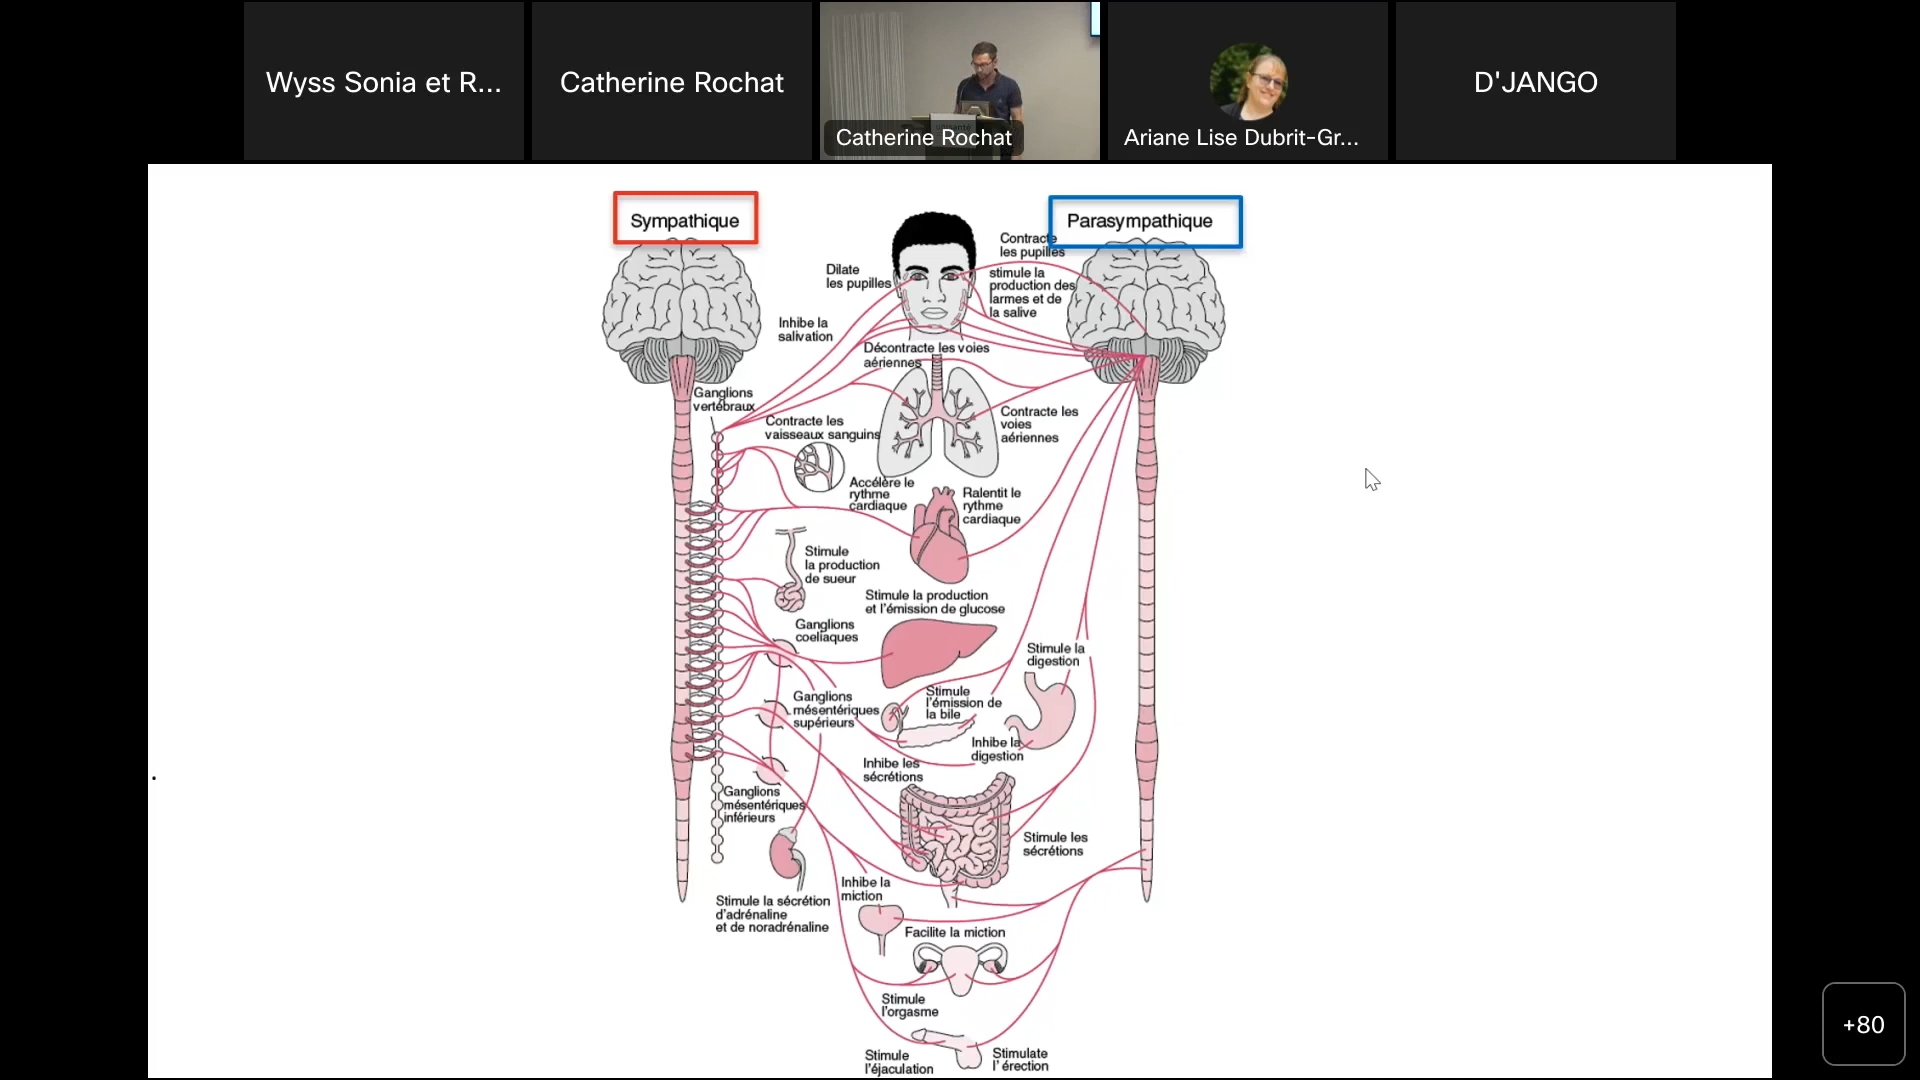 Wyss Sonia et R...
Catherine Rochat
Catherine Rochat
Ariane Lise Dubrit-Gr...
D'JANGO
Sympathique
Parasympathique
Contracte
les pupilles
Dilate
les pupilles
stimule la
production des
larmes et de
la salive
Inhibe la
salivation
Décontracte les voies
aériennes
Ganglions
vertébraux
Contracte les
vaisseaux sanguins
Contracte les
voies
aériennes
Accélère le
rythme
cardiaque
Ralentit le
rythme
cardiaque
Stimule
la production
de sueur
Stimule la production
et l'émission de glucose
Ganglions
coeliaques
Stimule la
digestion
Ganglions
mésentériques
supérieurs
Stimule
l'émission de
la bile
Inhibe la
digestion
Inhibe les
sécrétions
Ganglions
mésentériques
inférieurs
Stimule les
sécrétions
Inhibe la
miction
Stimule la sécrétion
d'adrénaline
et de noradrénaline
Facilite la miction
Stimule
l'orgasme
Stimule
l'éjaculation
Stimulate
l' érection
+80